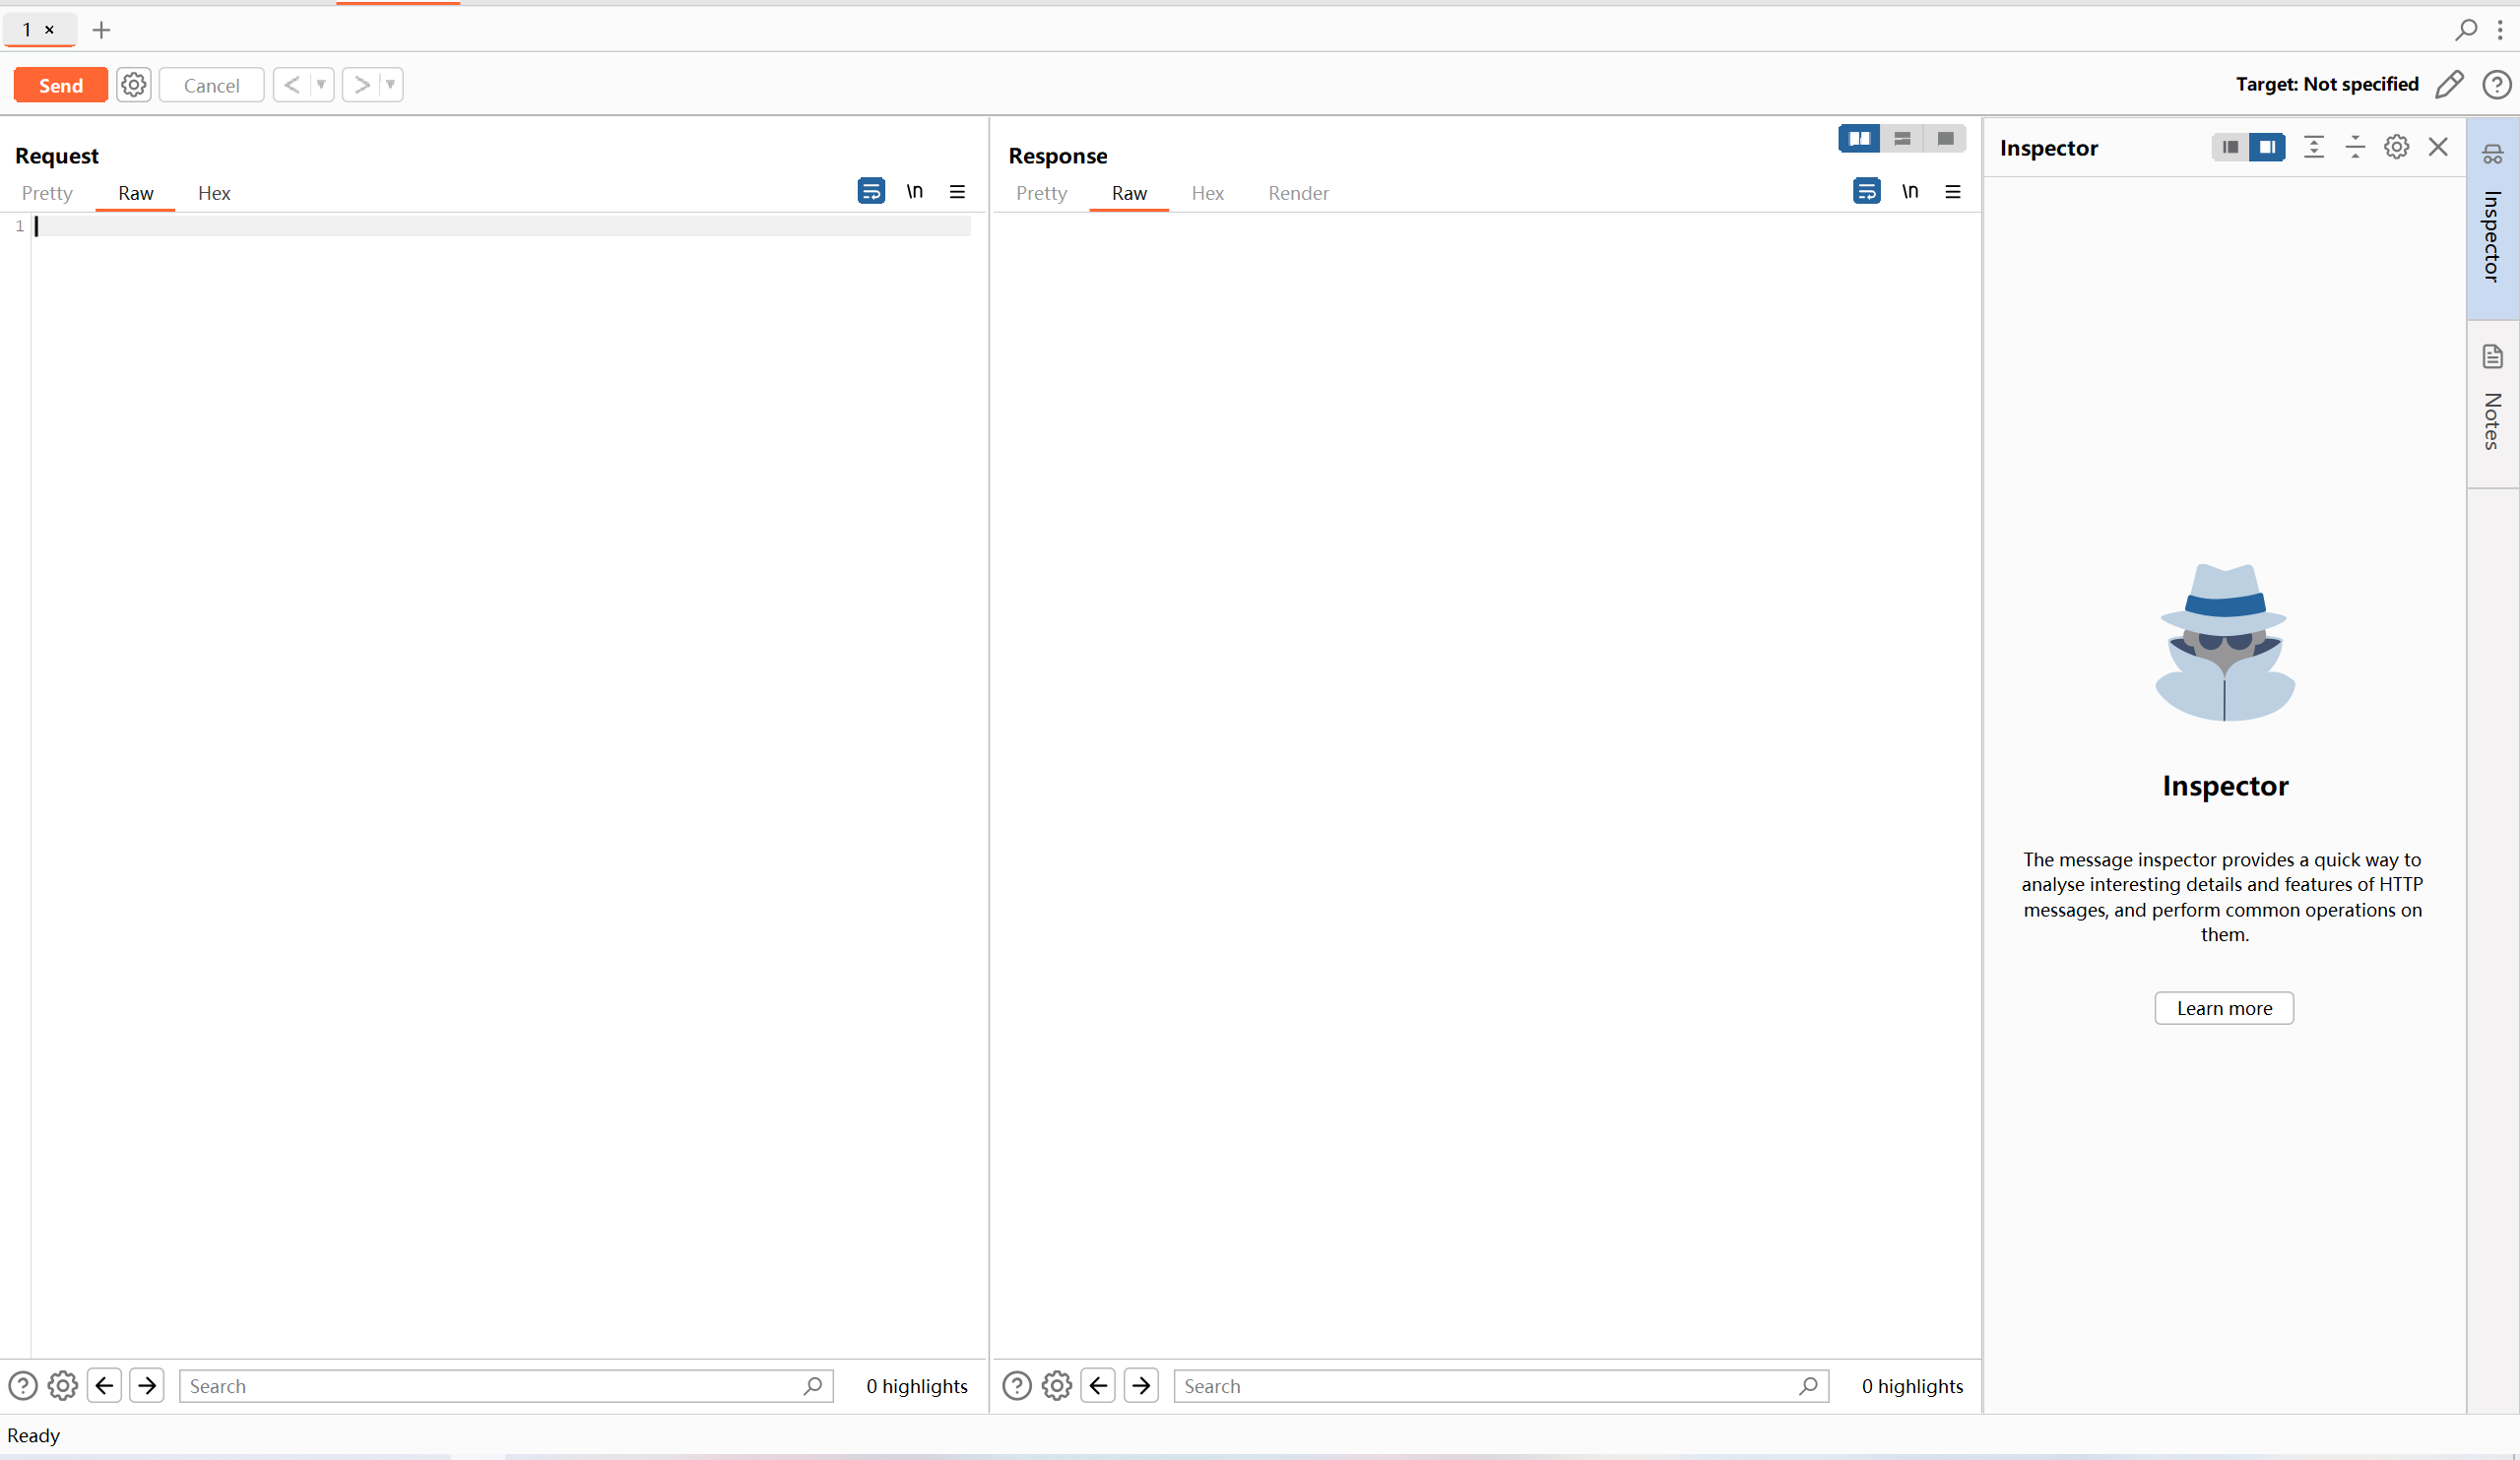 1 ×
Send
Cancel
Target: Not specified
Request
Pretty Raw Hex
\n
1
Response
Pretty Raw Hex Render
\n
Inspector
Inspector
The message inspector provides a quick way to
analyse interesting details and features of HTTP
messages, and perform common operations on
them.
Learn more
Inspector
Notes
Search
0 highlights
Search
0 highlights
Ready